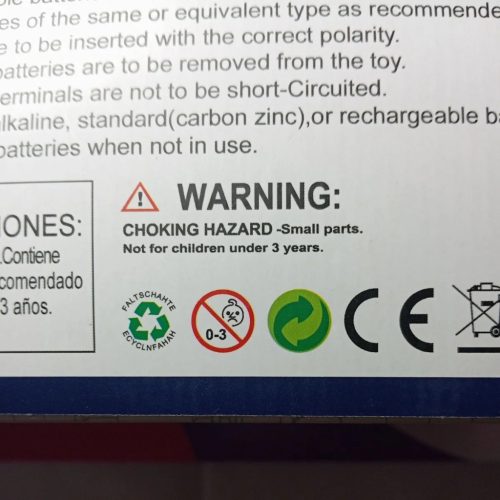 es of the same or equivalent type as recommende
e to be inserted with the correct polarity.
batteries are to be removed from the toy.
erminals are not to be short-Circuited.
lkaline, standard(carbon zinc),or rechargeable ba
batteries when not in use.
IONES:
.Contiene
comendado
3 años.
WARNING:
CHOKING HAZARD -Small parts.
Not for children under 3 years.
FALTSCHAHTE
ECYCLNFAHAH
0-3
CE